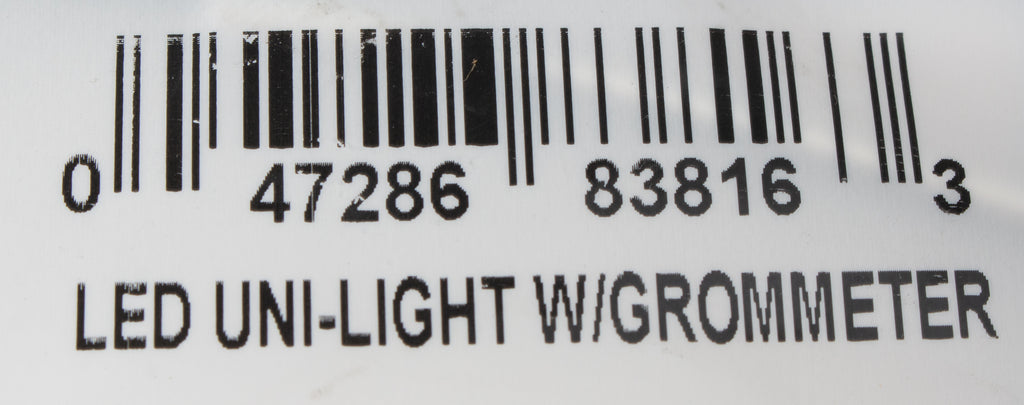 0 47286 83816 3
LED UNI-LIGHT W/GROMMETER